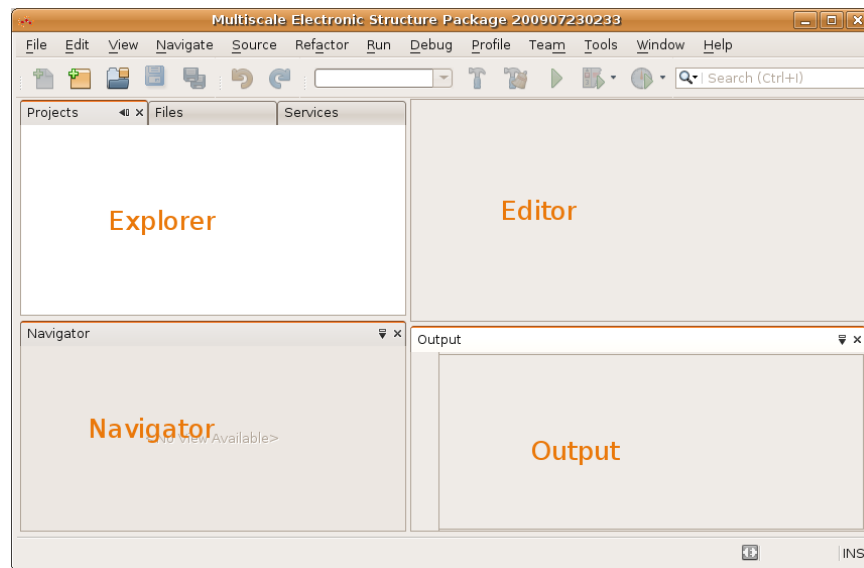 Multiscale Electronic Structure Package 200907230233
File Edit View Navigate Source Refactor Run Debug Profile Team Tools Window Help
Search (Ctrl+I)
Projects Files Services
Explorer
Editor
Navigator
<No View Available>
Navigator
Output
Output
INS